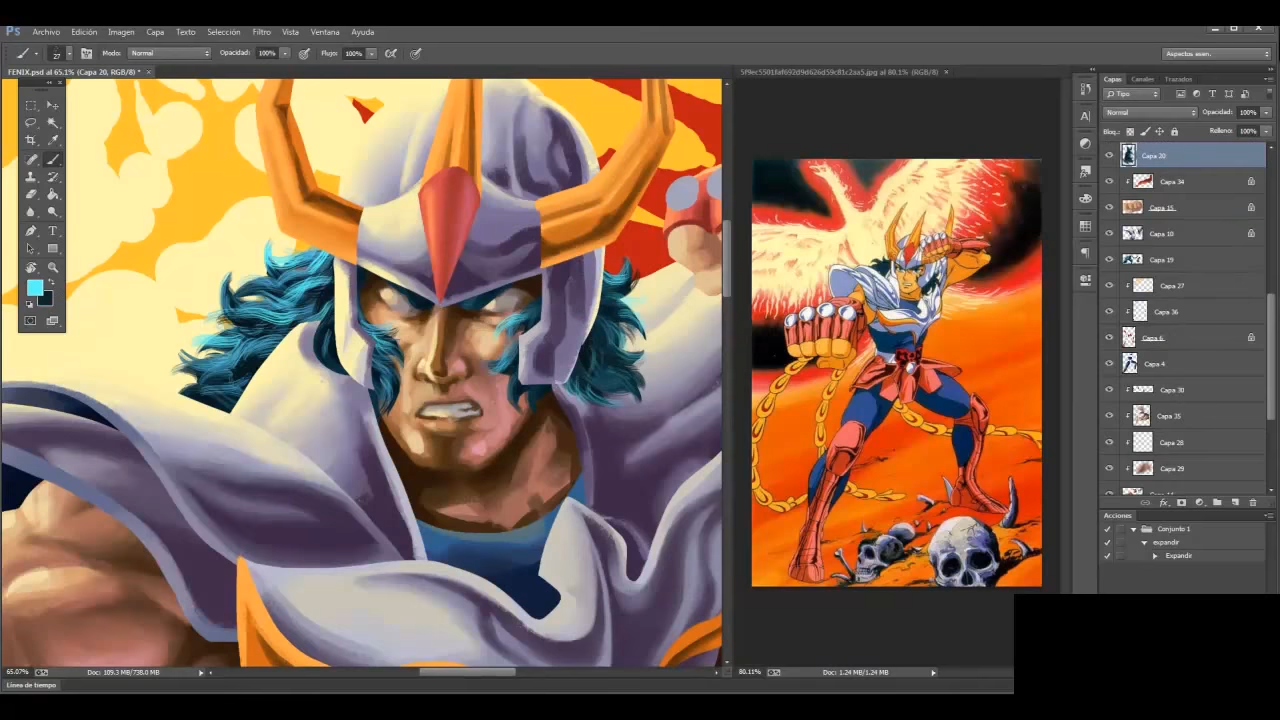 Ps Archivo Edición Imagen Capa Texto Selección Filtro Vista Ventana Ayuda
27 Modo: Normal Opacidad: 100% Flujo: 100% Aspectos esen.
FENIX.psd al 65,1% (Capa 20, RGB/8) * ×
Capas Canales Trazados
Tipo
Normal Opacidad: 100%
Bloq.: Relleno: 100%
Capa 20
Capa 34
Capa 15
Capa 10
Capa 19
Capa 27
Capa 36
Capa 6
Capa 4
Capa 30
Capa 35
Capa 28
Capa 29
Acciones
Conjunto 1
expandir
Expandir
65.07% Doc: 109.3 MB/738.0 MB
80.11% Doc: 1.24 MB/1.24 MB
Línea de tiempo